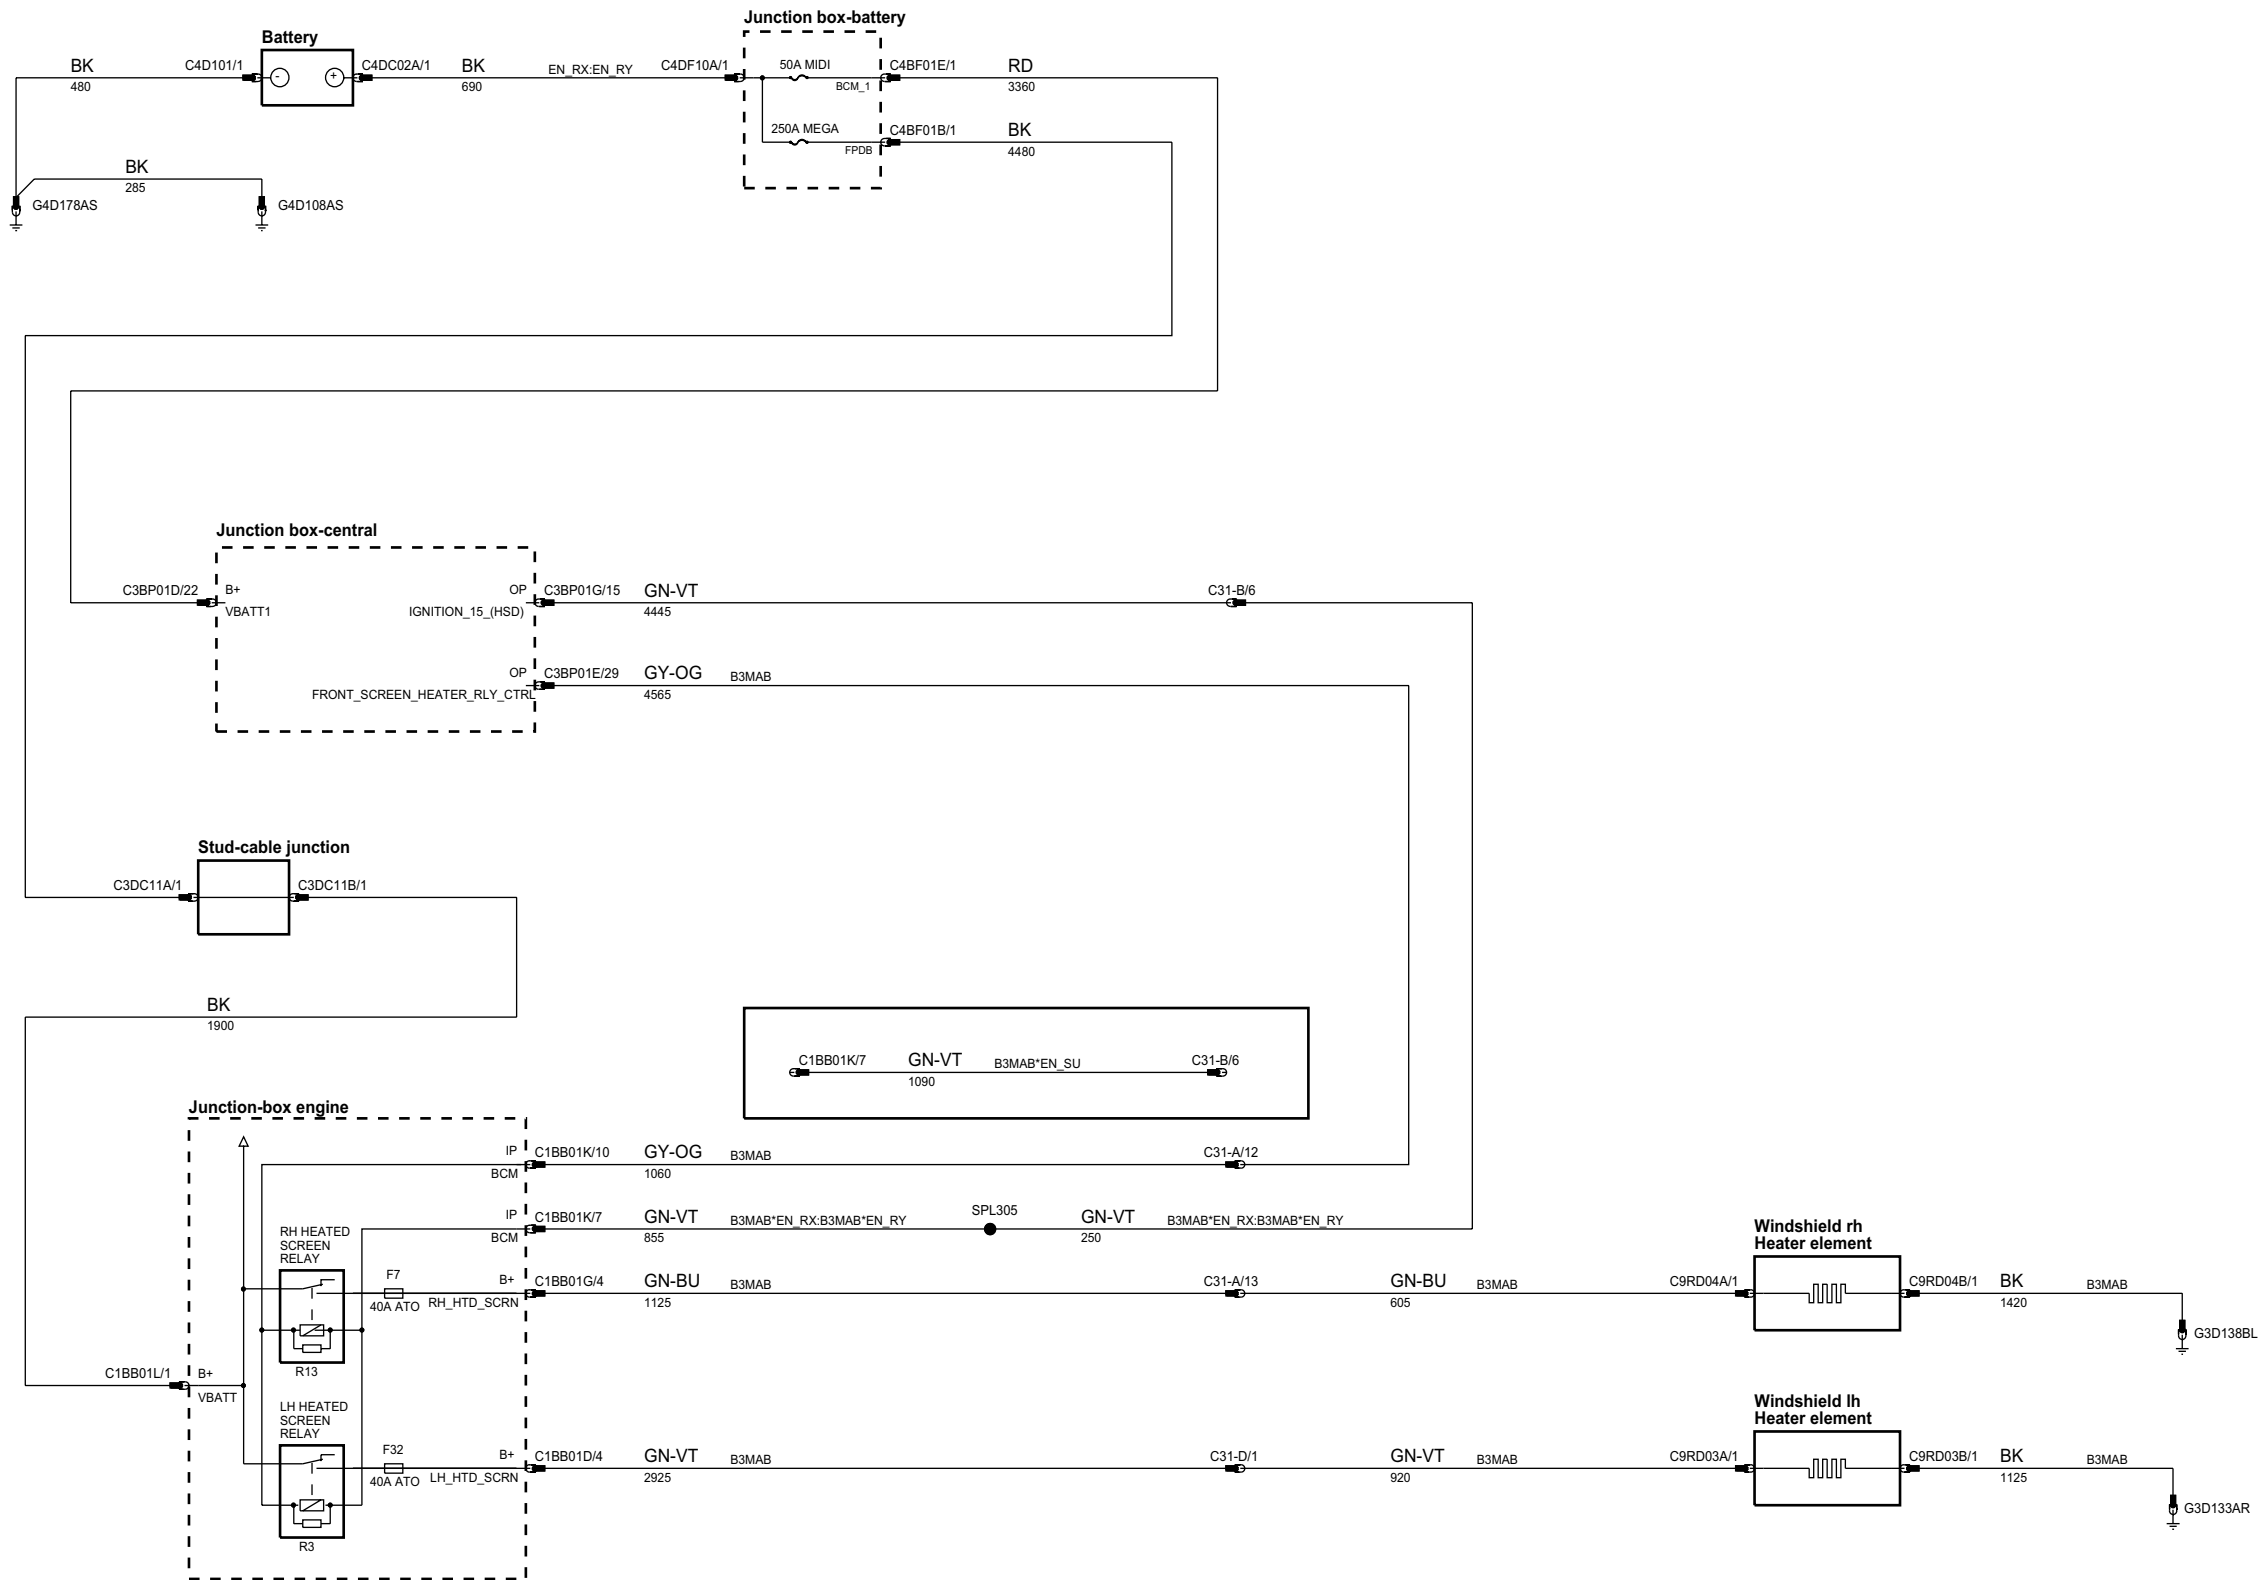 Junction box-battery
Battery
BK
480
C4D101/1
-
+
C4DC02A/1
BK
690
EN_RX:EN_RY
C4DF10A/1
50A MIDI
BCM_1
C4BF01E/1
RD
3360
250A MEGA
FPDB
C4BF01B/1
BK
4480
BK
285
G4D178AS
G4D108AS
Junction box-central
C3BP01D/22
B+
VBATT1
OP
IGNITION_15_(HSD)
C3BP01G/15
GN-VT
4445
C31-B/6
OP
FRONT_SCREEN_HEATER_RLY_CTRL
C3BP01E/29
GY-OG
4565
B3MAB
Stud-cable junction
C3DC11A/1
C3DC11B/1
BK
1900
C1BB01K/7
GN-VT
1090
B3MAB*EN_SU
C31-B/6
Junction-box engine
IP
BCM
C1BB01K/10
GY-OG
1060
B3MAB
C31-A/12
IP
BCM
C1BB01K/7
GN-VT
855
B3MAB*EN_RX:B3MAB*EN_RY
SPL305
GN-VT
250
B3MAB*EN_RX:B3MAB*EN_RY
RH HEATED
SCREEN
RELAY
F7
40A ATO
B+
RH_HTD_SCRN
C1BB01G/4
GN-BU
1125
B3MAB
C31-A/13
GN-BU
605
B3MAB
C9RD04A/1
Windshield rh
Heater element
C9RD04B/1
BK
1420
B3MAB
G3D138BL
R13
C1BB01L/1
B+
VBATT
LH HEATED
SCREEN
RELAY
F32
40A ATO
B+
LH_HTD_SCRN
C1BB01D/4
GN-VT
2925
B3MAB
C31-D/1
GN-VT
920
B3MAB
C9RD03A/1
Windshield lh
Heater element
C9RD03B/1
BK
1125
B3MAB
G3D133AR
R3